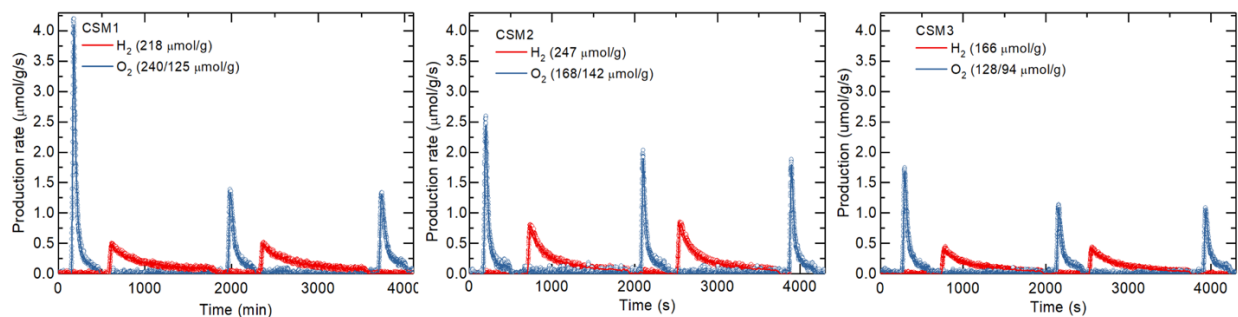 CSM1
H₂ (218 μmol/g)
O₂ (240/125 μmol/g)
Production rate (μmol/g/s)
4.0
3.5
3.0
2.5
2.0
1.5
1.0
0.5
0.0
0 1000 2000 3000 4000
Time (min)
CSM2
H₂ (247 μmol/g)
O₂ (168/142 μmol/g)
Production rate (μmol/g/s)
4.0
3.5
3.0
2.5
2.0
1.5
1.0
0.5
0.0
0 1000 2000 3000 4000
Time (s)
CSM3
H₂ (166 μmol/g)
O₂ (128/94 μmol/g)
Production (umol/g/s)
4.0
3.5
3.0
2.5
2.0
1.5
1.0
0.5
0.0
0 1000 2000 3000 4000
Time (s)